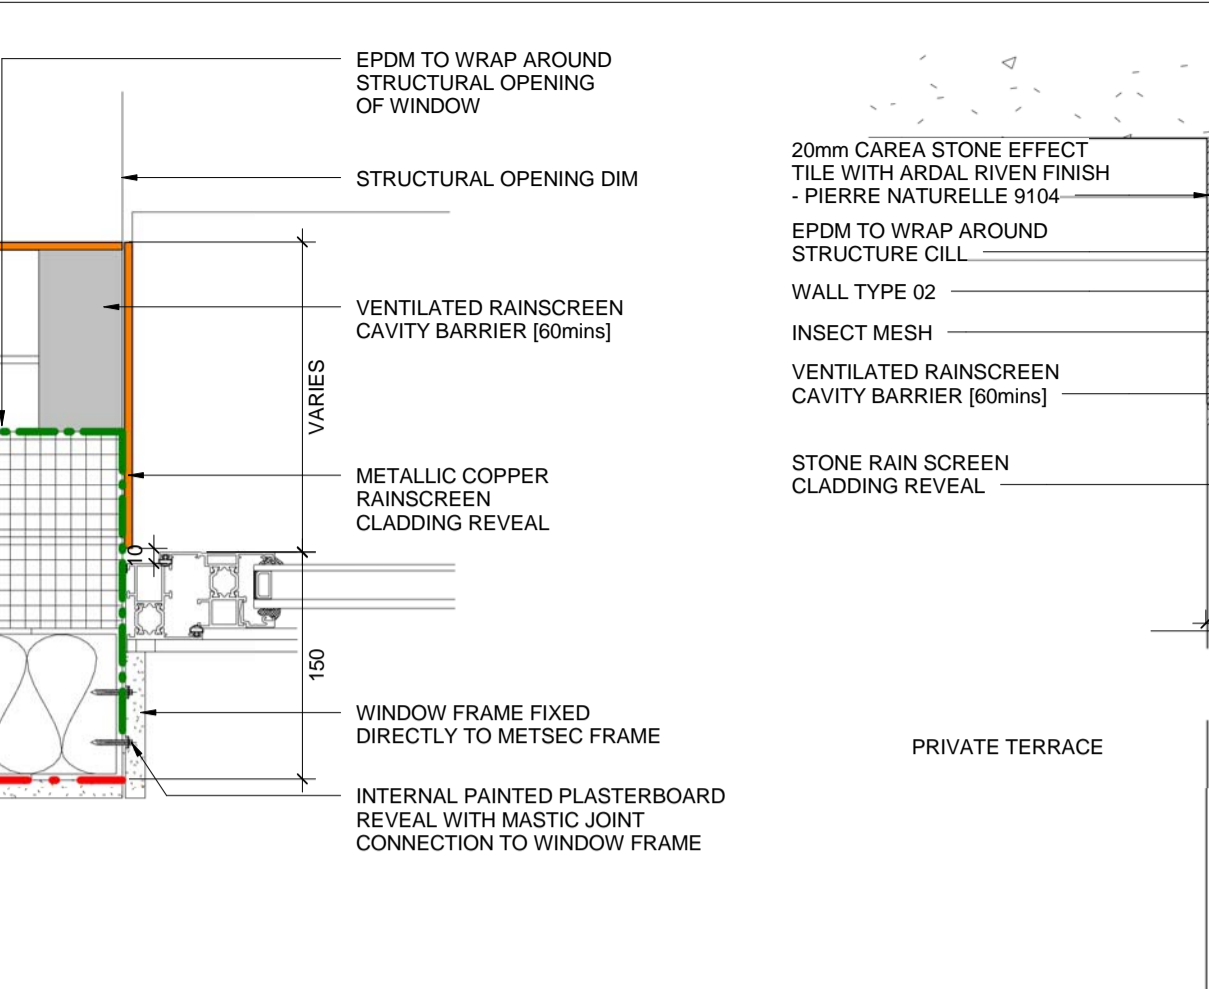 EPDM TO WRAP AROUND
STRUCTURAL OPENING
OF WINDOW
STRUCTURAL OPENING DIM
VENTILATED RAINSCREEN
CAVITY BARRIER [60mins]
VARIES
METALLIC COPPER
RAINSCREEN
CLADDING REVEAL
10
150
WINDOW FRAME FIXED
DIRECTLY TO METSEC FRAME
INTERNAL PAINTED PLASTERBOARD
REVEAL WITH MASTIC JOINT
CONNECTION TO WINDOW FRAME
20mm CAREA STONE EFFECT
TILE WITH ARDAL RIVEN FINISH
- PIERRE NATURELLE 9104
EPDM TO WRAP AROUND
STRUCTURE CILL
WALL TYPE 02
INSECT MESH
VENTILATED RAINSCREEN
CAVITY BARRIER [60mins]
STONE RAIN SCREEN
CLADDING REVEAL
PRIVATE TERRACE